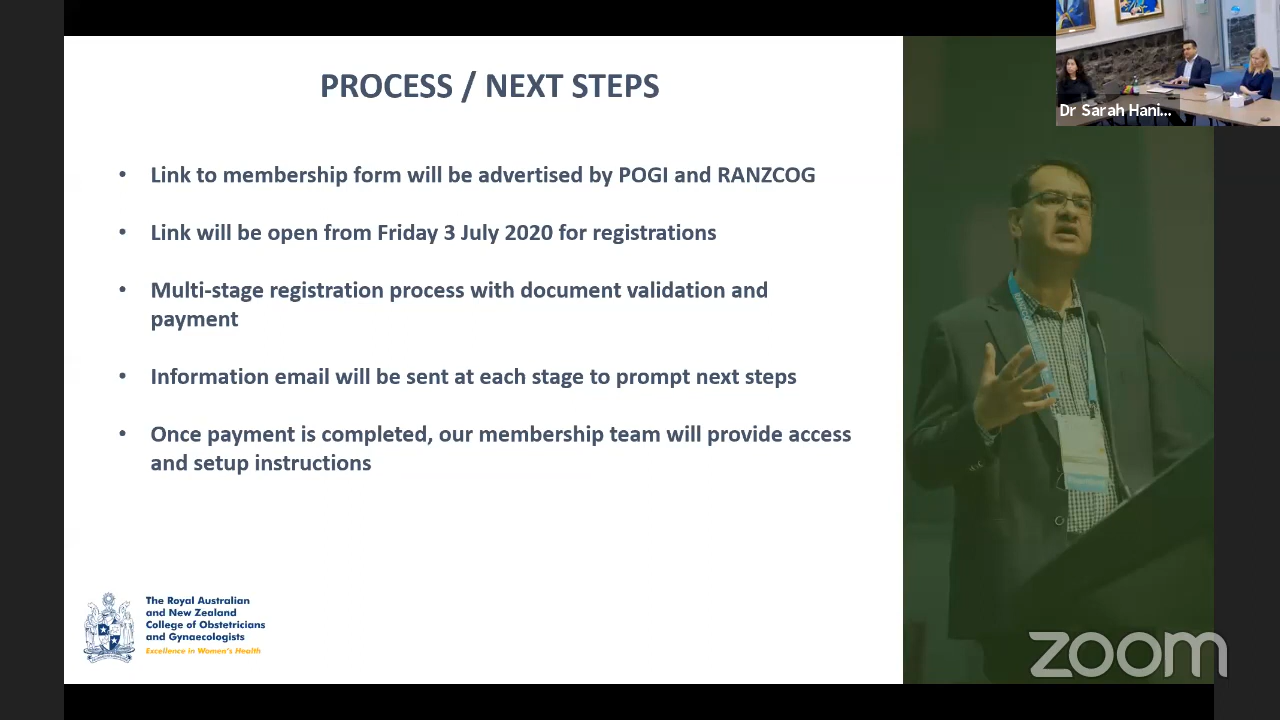 PROCESS / NEXT STEPS
• Link to membership form will be advertised by POGI and RANZCOG
• Link will be open from Friday 3 July 2020 for registrations
• Multi-stage registration process with document validation and
payment
• Information email will be sent at each stage to prompt next steps
• Once payment is completed, our membership team will provide access
and setup instructions
The Royal Australian
and New Zealand
College of Obstetricians
and Gynaecologists
Excellence in Women's Health
Dr Sarah Hani...
zoom